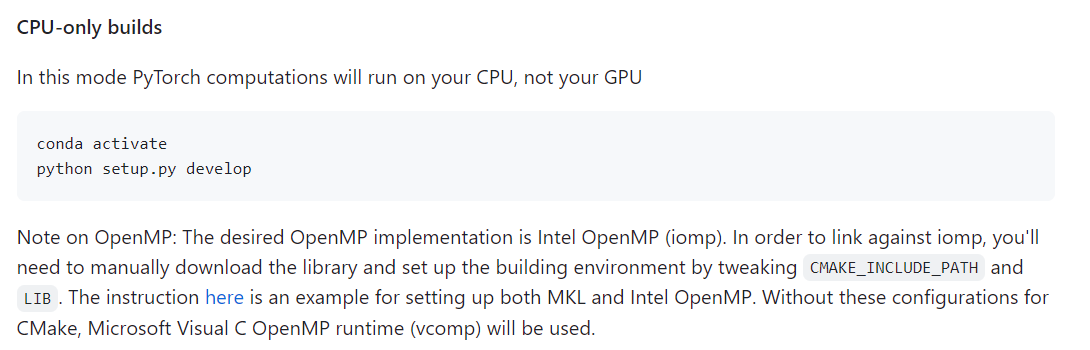 CPU-only builds
In this mode PyTorch computations will run on your CPU, not your GPU
conda activate
python setup.py develop
Note on OpenMP: The desired OpenMP implementation is Intel OpenMP (iomp). In order to link against iomp, you'll
need to manually download the library and set up the building environment by tweaking CMAKE_INCLUDE_PATH and
LIB. The instruction here is an example for setting up both MKL and Intel OpenMP. Without these configurations for
CMake, Microsoft Visual C OpenMP runtime (vcomp) will be used.